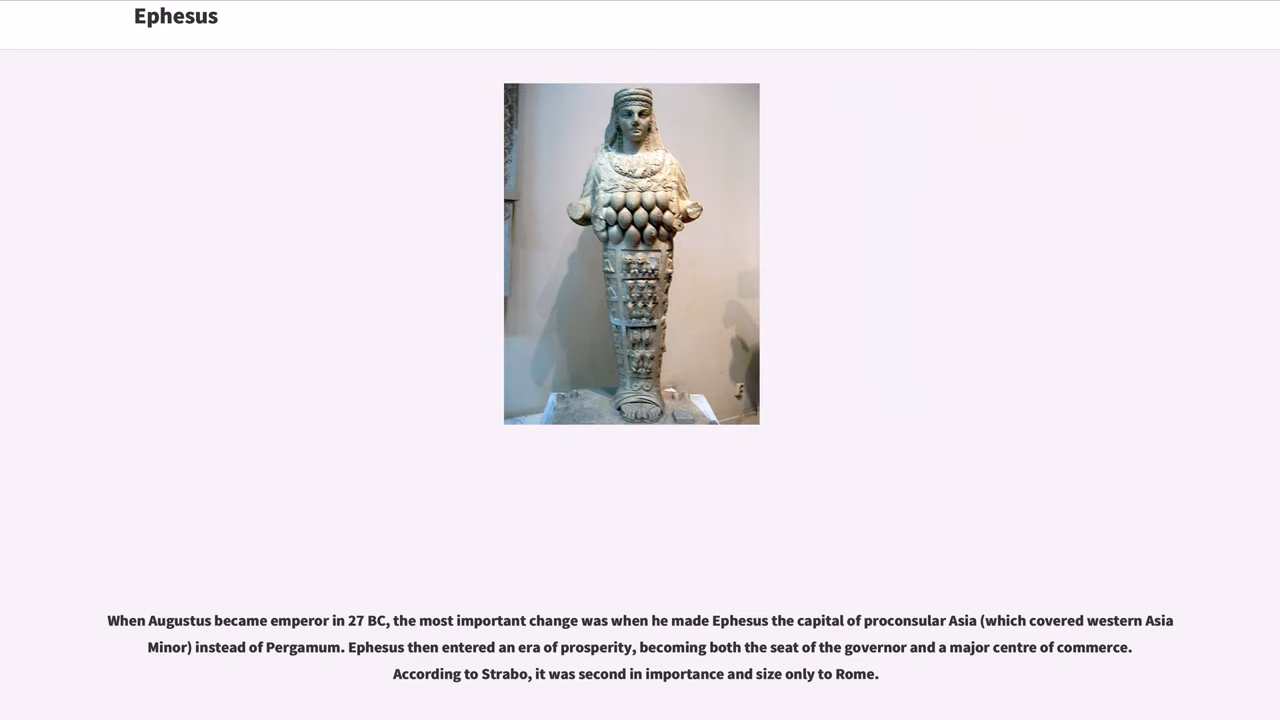 Ephesus
When Augustus became emperor in 27 BC, the most important change was when he made Ephesus the capital of proconsular Asia (which covered western Asia
Minor) instead of Pergamum. Ephesus then entered an era of prosperity, becoming both the seat of the governor and a major centre of commerce.
According to Strabo, it was second in importance and size only to Rome.